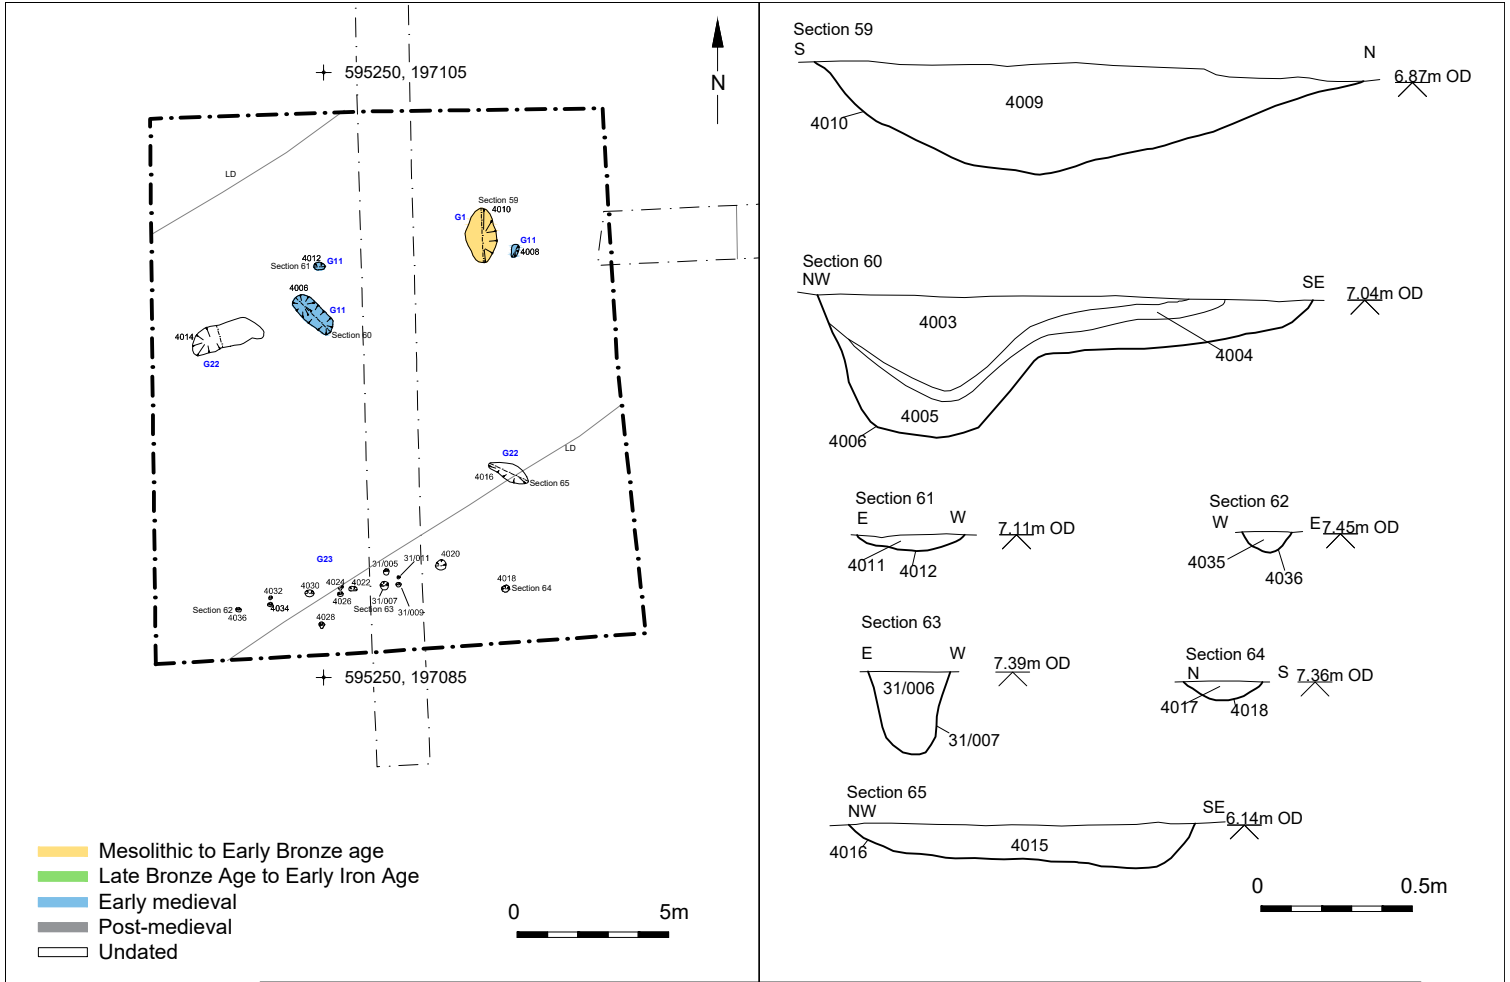 595250, 197105
N
LD
Section 59
4010
G1
G11
4008
4012
G11
Section 61
4006
G11
Section 60
4014
G22
LD
G22
4016
Section 65
G23
31/005
31/011
4020
4032
4030
4024
4022
4018
Section 64
Section 62
4034
4026
31/007
Section 63
31/009
4036
4028
595250, 197085
Mesolithic to Early Bronze age
Late Bronze Age to Early Iron Age
Early medieval
Post-medieval
Undated
0 5m
Section 59
S N
6.87m OD
4009
4010
Section 60
NW SE
7.04m OD
4003
4004
4005
4006
Section 61
E W
7.11m OD
4011
4012
Section 62
W E
7.45m OD
4035
4036
Section 63
E W
7.39m OD
31/006
31/007
Section 64
N S
7.36m OD
4017
4018
Section 65
NW SE
6.14m OD
4016
4015
0 0.5m